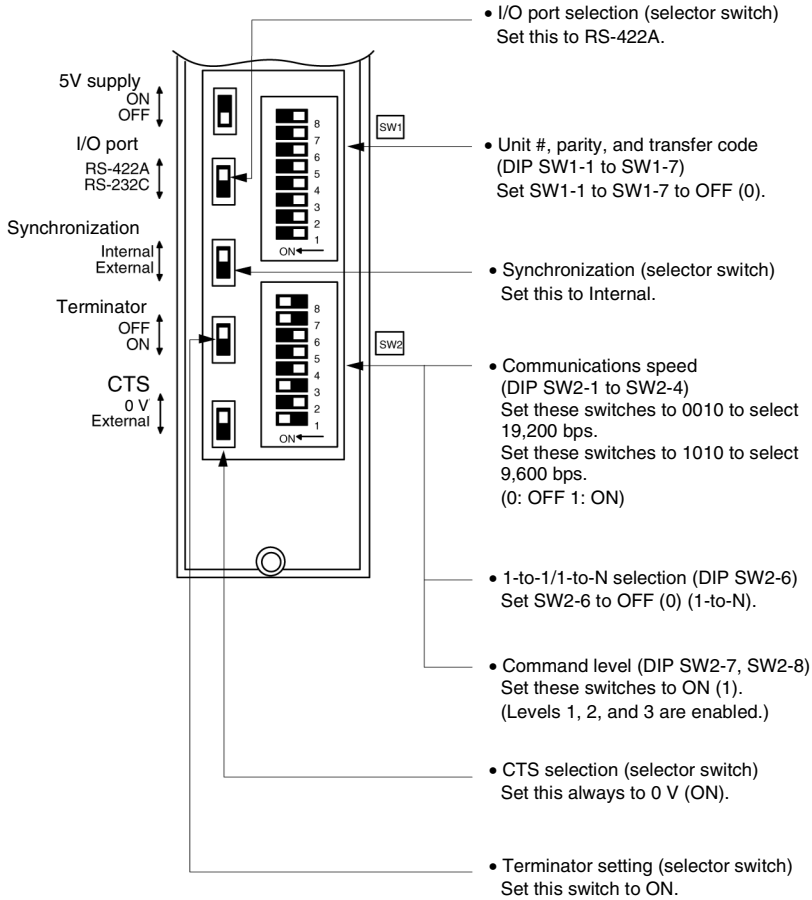 5V supply
ON
OFF
I/O port
RS-422A
RS-232C
Synchronization
Internal
External
Terminator
OFF
ON
CTS
0 V
External
8
7
6
5
4
3
2
1
ON
SW1
8
7
6
5
4
3
2
1
ON
SW2
• I/O port selection (selector switch)
Set this to RS-422A.
• Unit #, parity, and transfer code
(DIP SW1-1 to SW1-7)
Set SW1-1 to SW1-7 to OFF (0).
• Synchronization (selector switch)
Set this to Internal.
• Communications speed
(DIP SW2-1 to SW2-4)
Set these switches to 0010 to select
19,200 bps.
Set these switches to 1010 to select
9,600 bps.
(0: OFF 1: ON)
• 1-to-1/1-to-N selection (DIP SW2-6)
Set SW2-6 to OFF (0) (1-to-N).
• Command level (DIP SW2-7, SW2-8)
Set these switches to ON (1).
(Levels 1, 2, and 3 are enabled.)
• CTS selection (selector switch)
Set this always to 0 V (ON).
• Terminator setting (selector switch)
Set this switch to ON.